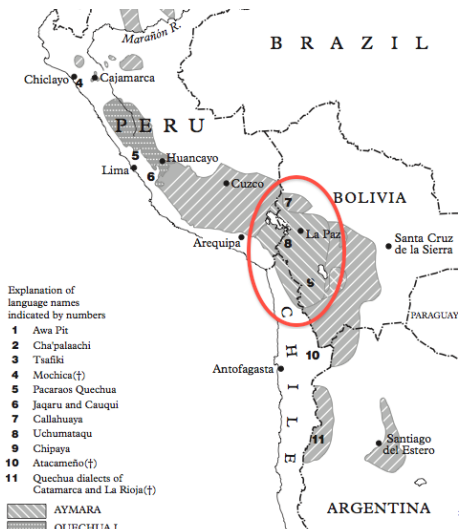 Marañón R.
B R A Z I L
Chiclayo
4
Cajamarca
P E R U
5
Huancayo
Lima
6
Cuzco
7
BOLIVIA
La Paz
Arequipa
8
Santa Cruz
de la Sierra
9
PARAGUAY
C H I L E
10
Antofagasta
11
Santiago
del Estero
ARGENTINA
Explanation of
language names
indicated by numbers
1 Awa Pit
2 Cha'palaachi
3 Tsafiki
4 Mochica(†)
5 Pacaraos Quechua
6 Jaqaru and Cauqui
7 Callahuaya
8 Uchumataqu
9 Chipaya
10 Atacameño(†)
11 Quechua dialects of
Catamarca and La Rioja(†)
AYMARA
QUECHUA I